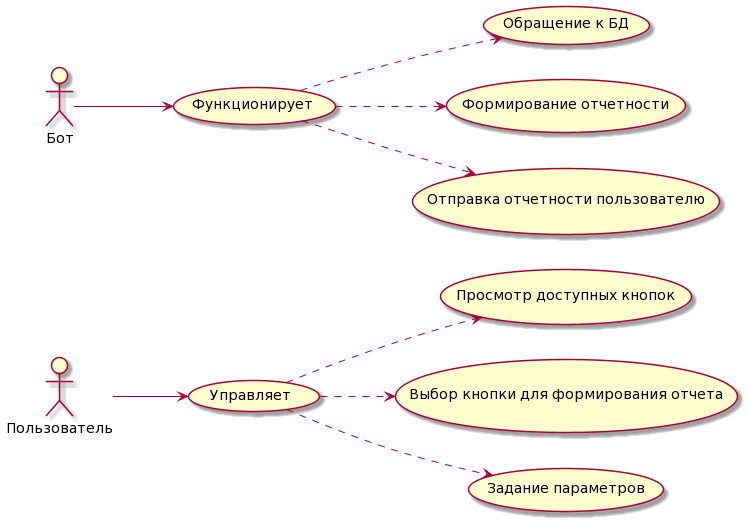 Обращение к БД
Функционирует
Формирование отчетности
Бот
Отправка отчетности пользователю
Просмотр доступных кнопок
Управляет
Выбор кнопки для формирования отчета
Пользователь
Задание параметров